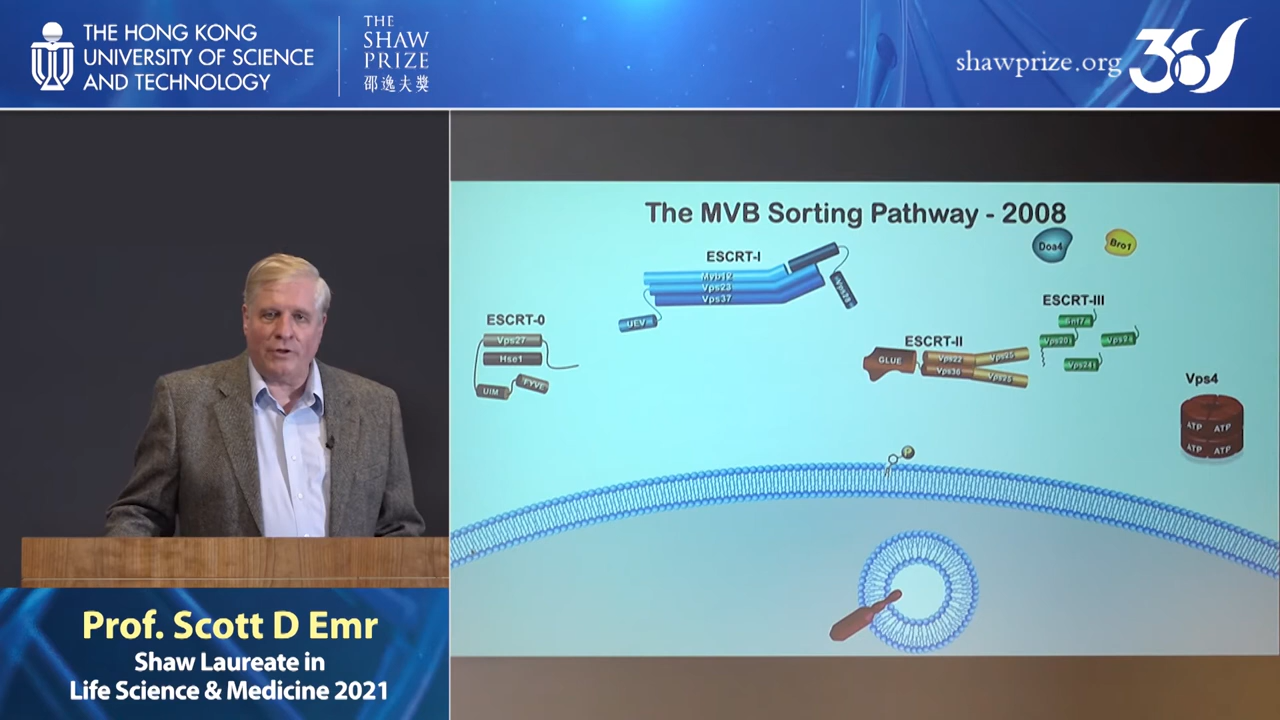 THE HONG KONG
UNIVERSITY OF SCIENCE
AND TECHNOLOGY
THE
SHAW
PRIZE
邵逸夫獎
shawprize.org
30
The MVB Sorting Pathway - 2008
Doa4
Bro1
ESCRT-I
Mvb12
Vps23
Vps37
Vps28
UEV
ESCRT-0
Vps27
Hse1
UIM
FYVE
ESCRT-II
GLUE
Vps22
Vps25
Vps36
Vps25
ESCRT-III
Snf7
Vps20
Vps24
Vps4
ATP ATP
ATP ATP
P
Prof. Scott D Emr
Shaw Laureate in
Life Science & Medicine 2021